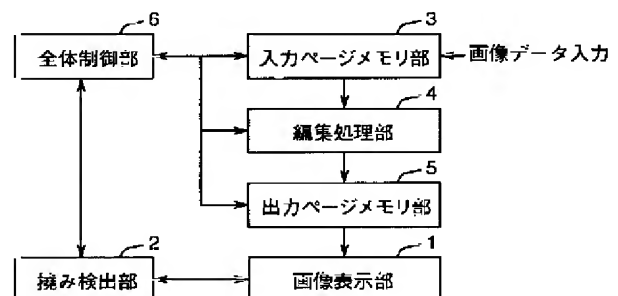 6
全体制御部
3
入力ページメモリ部
画像データ入力
4
編集処理部
5
出力ページメモリ部
2
撓み検出部
1
画像表示部